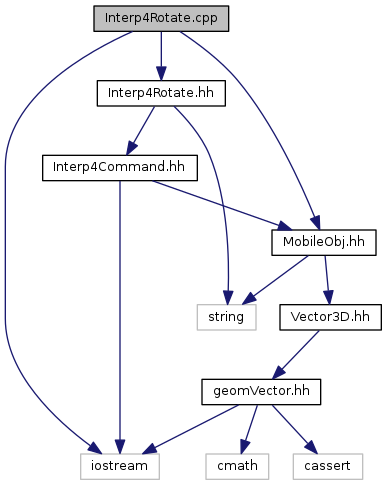 Interp4Rotate.cpp
Interp4Rotate.hh
Interp4Command.hh
MobileObj.hh
string
Vector3D.hh
geomVector.hh
iostream
cmath
cassert